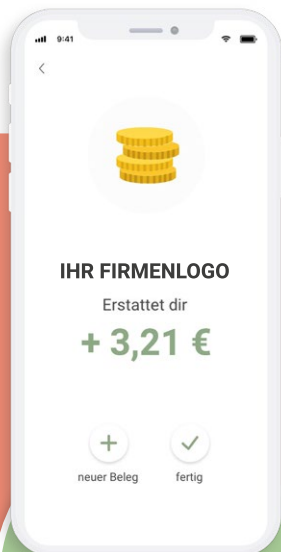 9:41
IHR FIRMENLOGO
Erstattet dir
+ 3,21 €
neuer Beleg
fertig